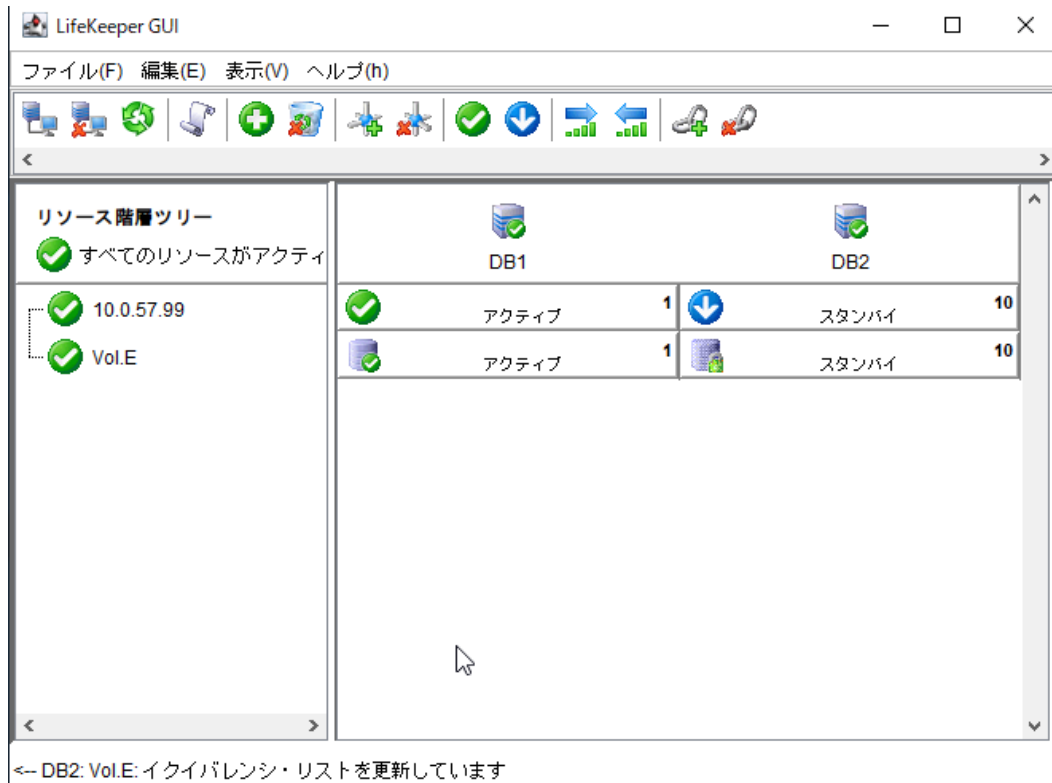 LifeKeeper GUI
ファイル(F) 編集(E) 表示(V) ヘルプ(h)
リソース階層ツリー
すべてのリソースがアクティ
DB1
DB2
10.0.57.99
アクティブ 1
スタンバイ 10
Vol.E
アクティブ 1
スタンバイ 10
<-- DB2: Vol.E: イクイバレンシ・リストを更新しています